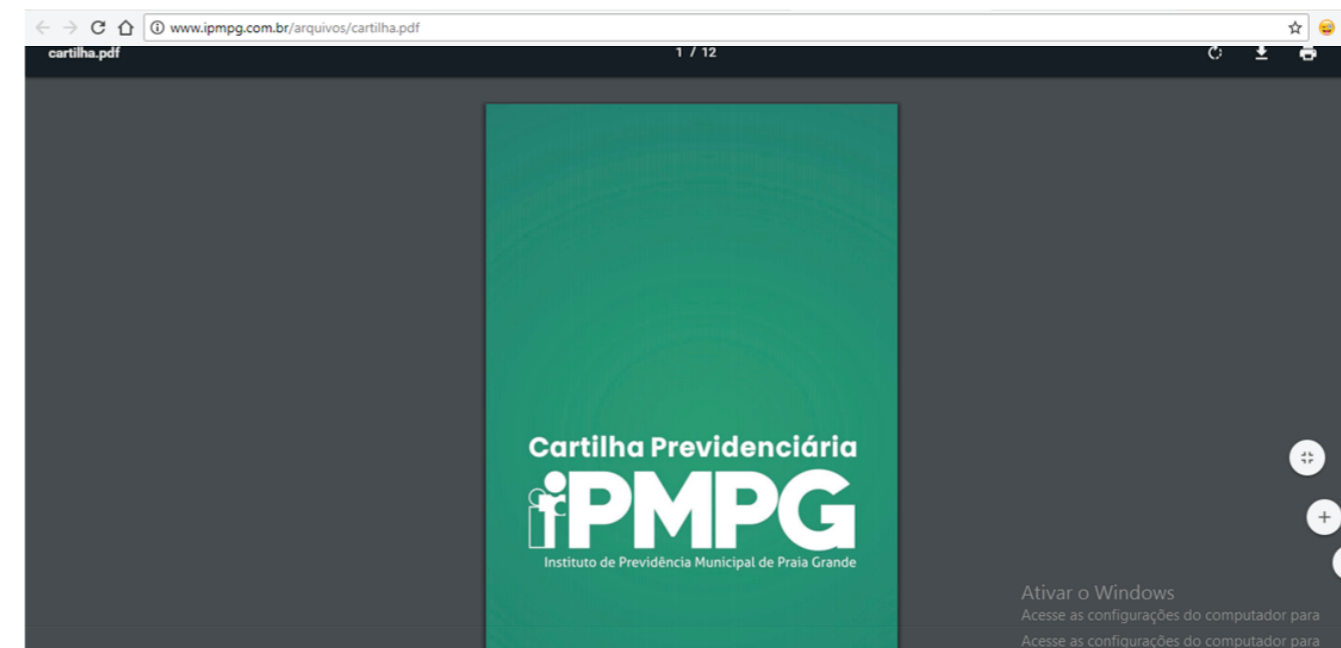 www.ipmpg.com.br/arquivos/cartilha.pdf
cartilha.pdf
1 / 12
Cartilha Previdenciária
iPMPG
Instituto de Previdência Municipal de Praia Grande
Ativar o Windows
Acesse as configurações do computador para
Acesse as configurações do computador para